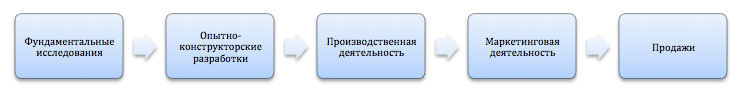 Фундаментальные
исследования
Опытно-
конструкторские
разработки
Производственная
деятельность
Маркетинговая
деятельность
Продажи